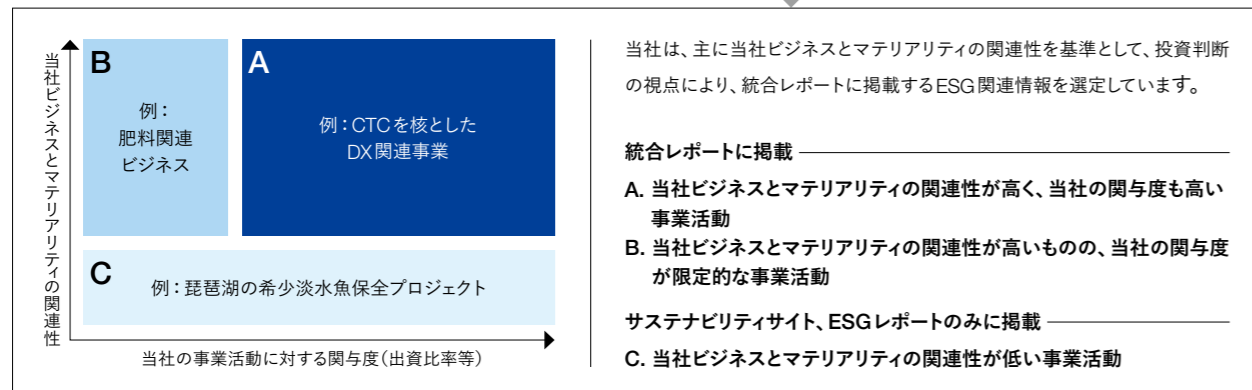 当社ビジネスとマテリアリティの関連性
B
例：
肥料関連
ビジネス
A
例：CTCを核とした
DX関連事業
C
例：琵琶湖の希少淡水魚保全プロジェクト
当社の事業活動に対する関与度（出資比率等）
当社は、主に当社ビジネスとマテリアリティの関連性を基準として、投資判断
の視点により、統合レポートに掲載するESG関連情報を選定しています。
統合レポートに掲載
A. 当社ビジネスとマテリアリティの関連性が高く、当社の関与度も高い
事業活動
B. 当社ビジネスとマテリアリティの関連性が高いものの、当社の関与度
が限定的な事業活動
サステナビリティサイト、ESGレポートのみに掲載
C. 当社ビジネスとマテリアリティの関連性が低い事業活動